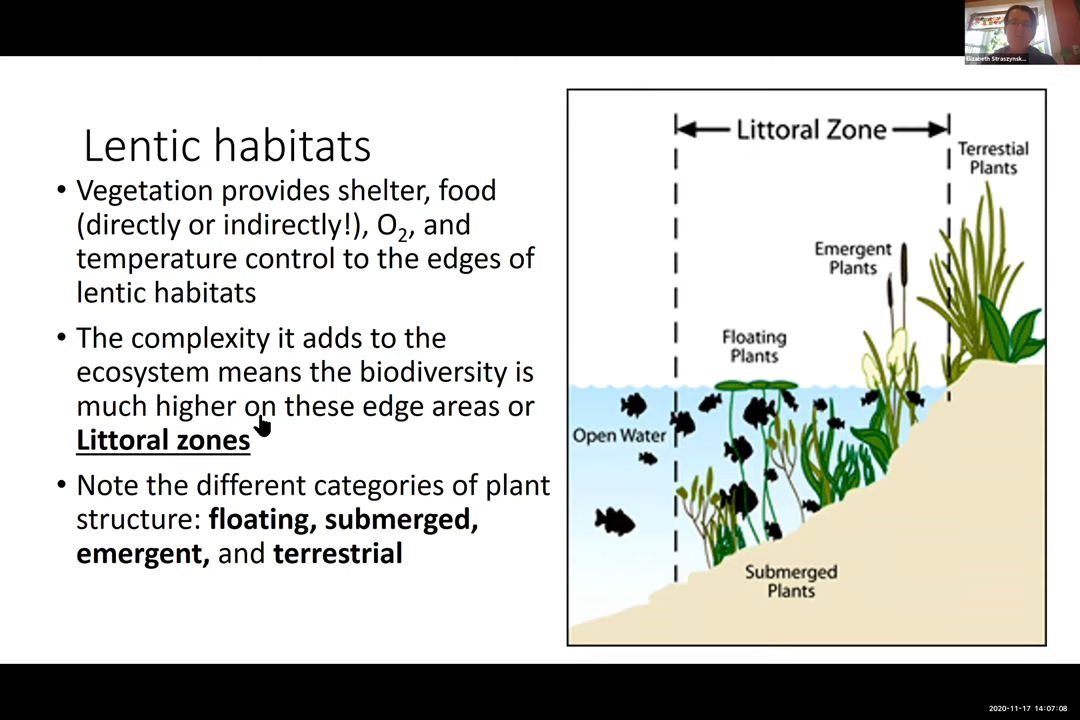 Elizabeth Straszynsk...
Lentic habitats
• Vegetation provides shelter, food
(directly or indirectly!), O₂, and
temperature control to the edges of
lentic habitats
• The complexity it adds to the
ecosystem means the biodiversity is
much higher on these edge areas or
Littoral zones
• Note the different categories of plant
structure: floating, submerged,
emergent, and terrestrial
Littoral Zone
Terrestial
Plants
Emergent
Plants
Floating
Plants
Open Water
Submerged
Plants
2020-11-17 14:07:08